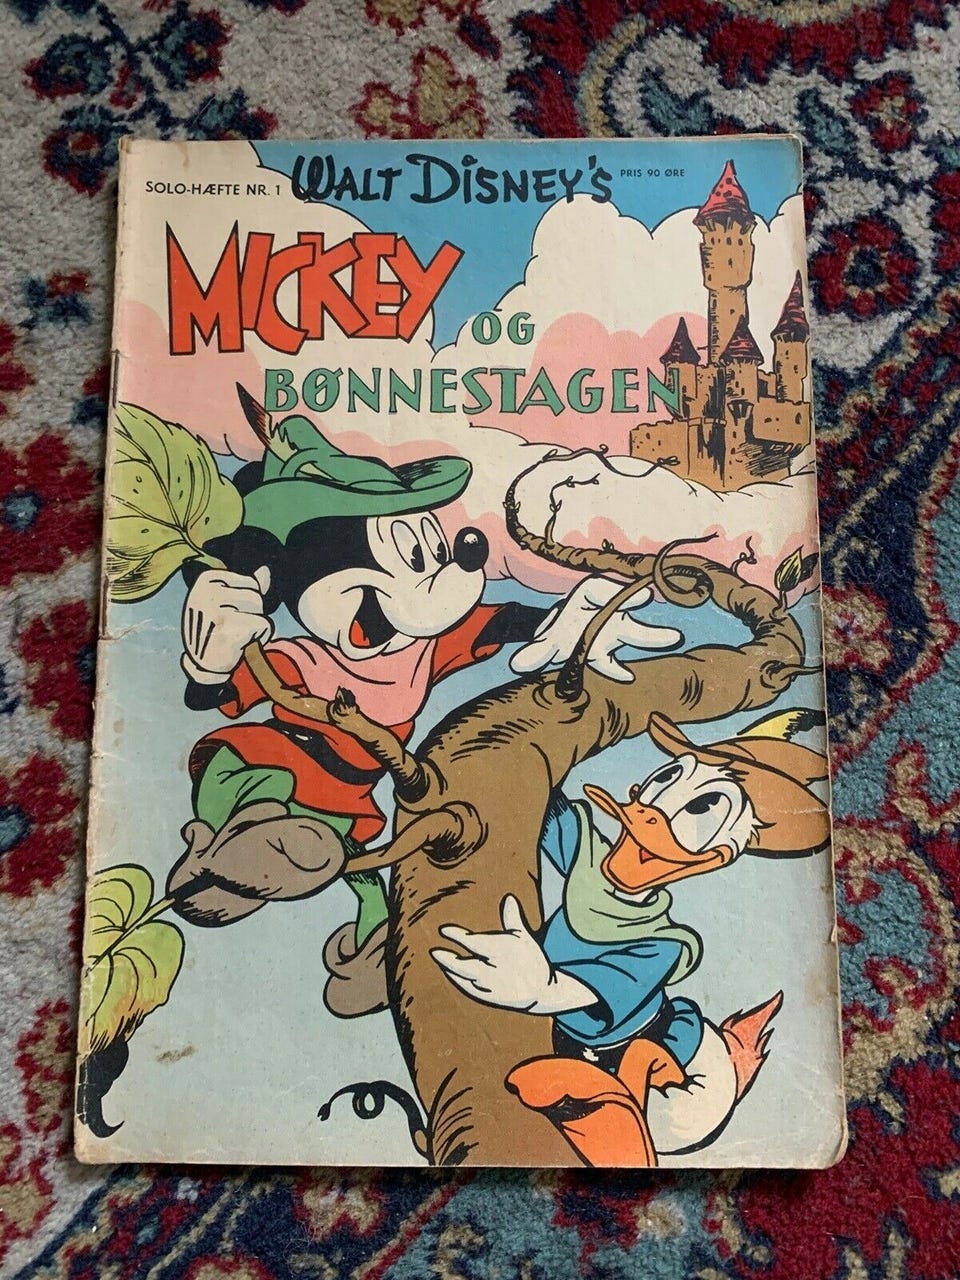 SOLO-HÆFTE NR. 1
WALT DISNEY'S
PRIS 90 ØRE
MICKEY
OG
BØNNESTAGEN